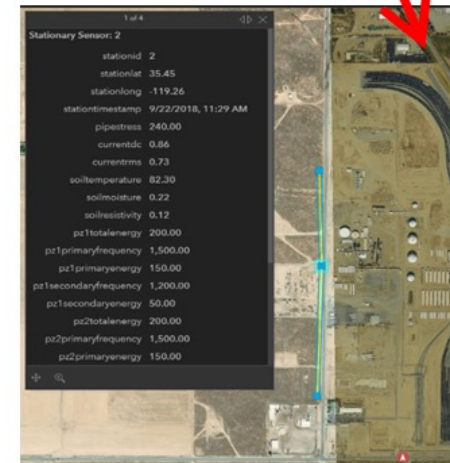 1 of 4
Stationary Sensor: 2
stationid 2
stationlat 35.45
stationlong -119.26
stationtimestamp 9/22/2018, 11:29 AM
pipestress 240.00
currentdc 0.86
currentrms 0.73
soiltemperature 82.30
soilmoisture 0.22
soilresistivity 0.12
pz1totalenergy 200.00
pz1primaryfrequency 1,500.00
pz1primaryenergy 150.00
pz1secondaryfrequency 1,200.00
pz1secondaryenergy 50.00
pz2totalenergy 200.00
pz2primaryfrequency 1,500.00
pz2primaryenergy 150.00